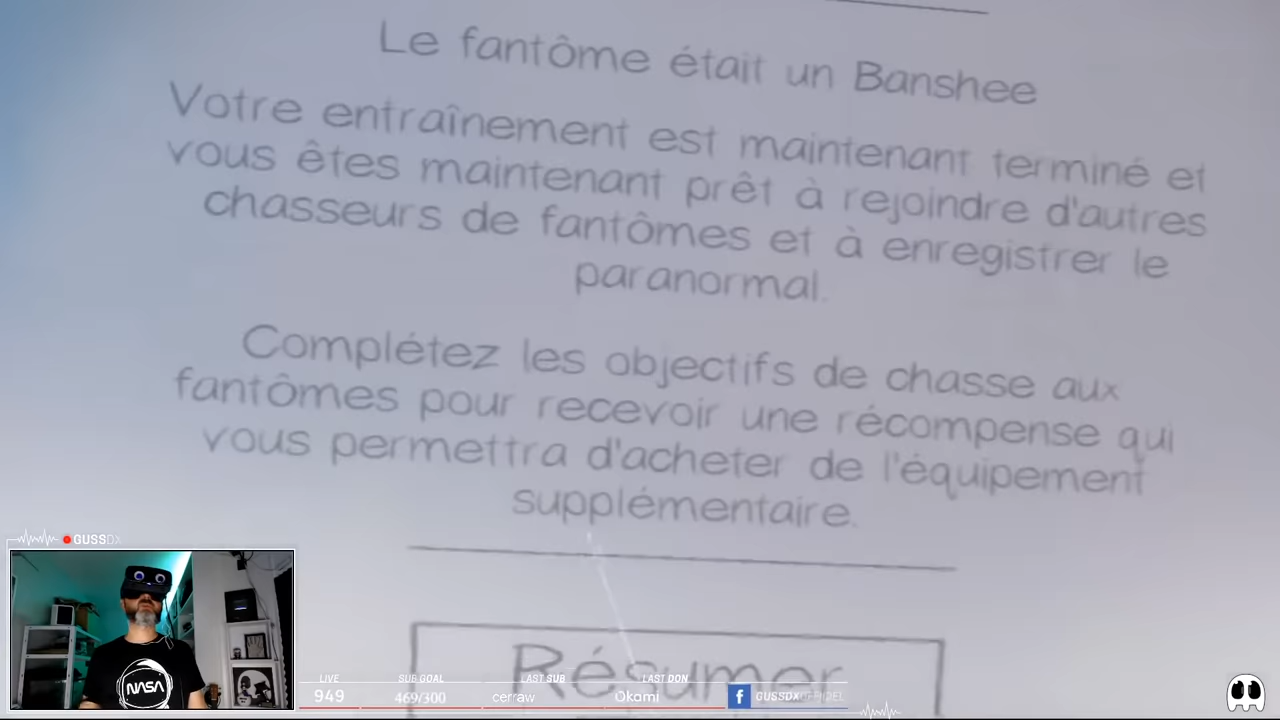 Le fantôme était un Banshee
Votre entraînement est maintenant terminé et
vous êtes maintenant prêt à rejoindre d'autres
chasseurs de fantômes et à enregistrer le
paranormal.
Complétez les objectifs de chasse aux
fantômes pour recevoir une récompense qui
vous permettra d'acheter de l'équipement
supplémentaire.
Résumer
GUSSDX
NASA
LIVE
949
SUB GOAL
469/300
LAST SUB
cerraw
LAST DON
Okami
f GUSSDXOFFICIEL